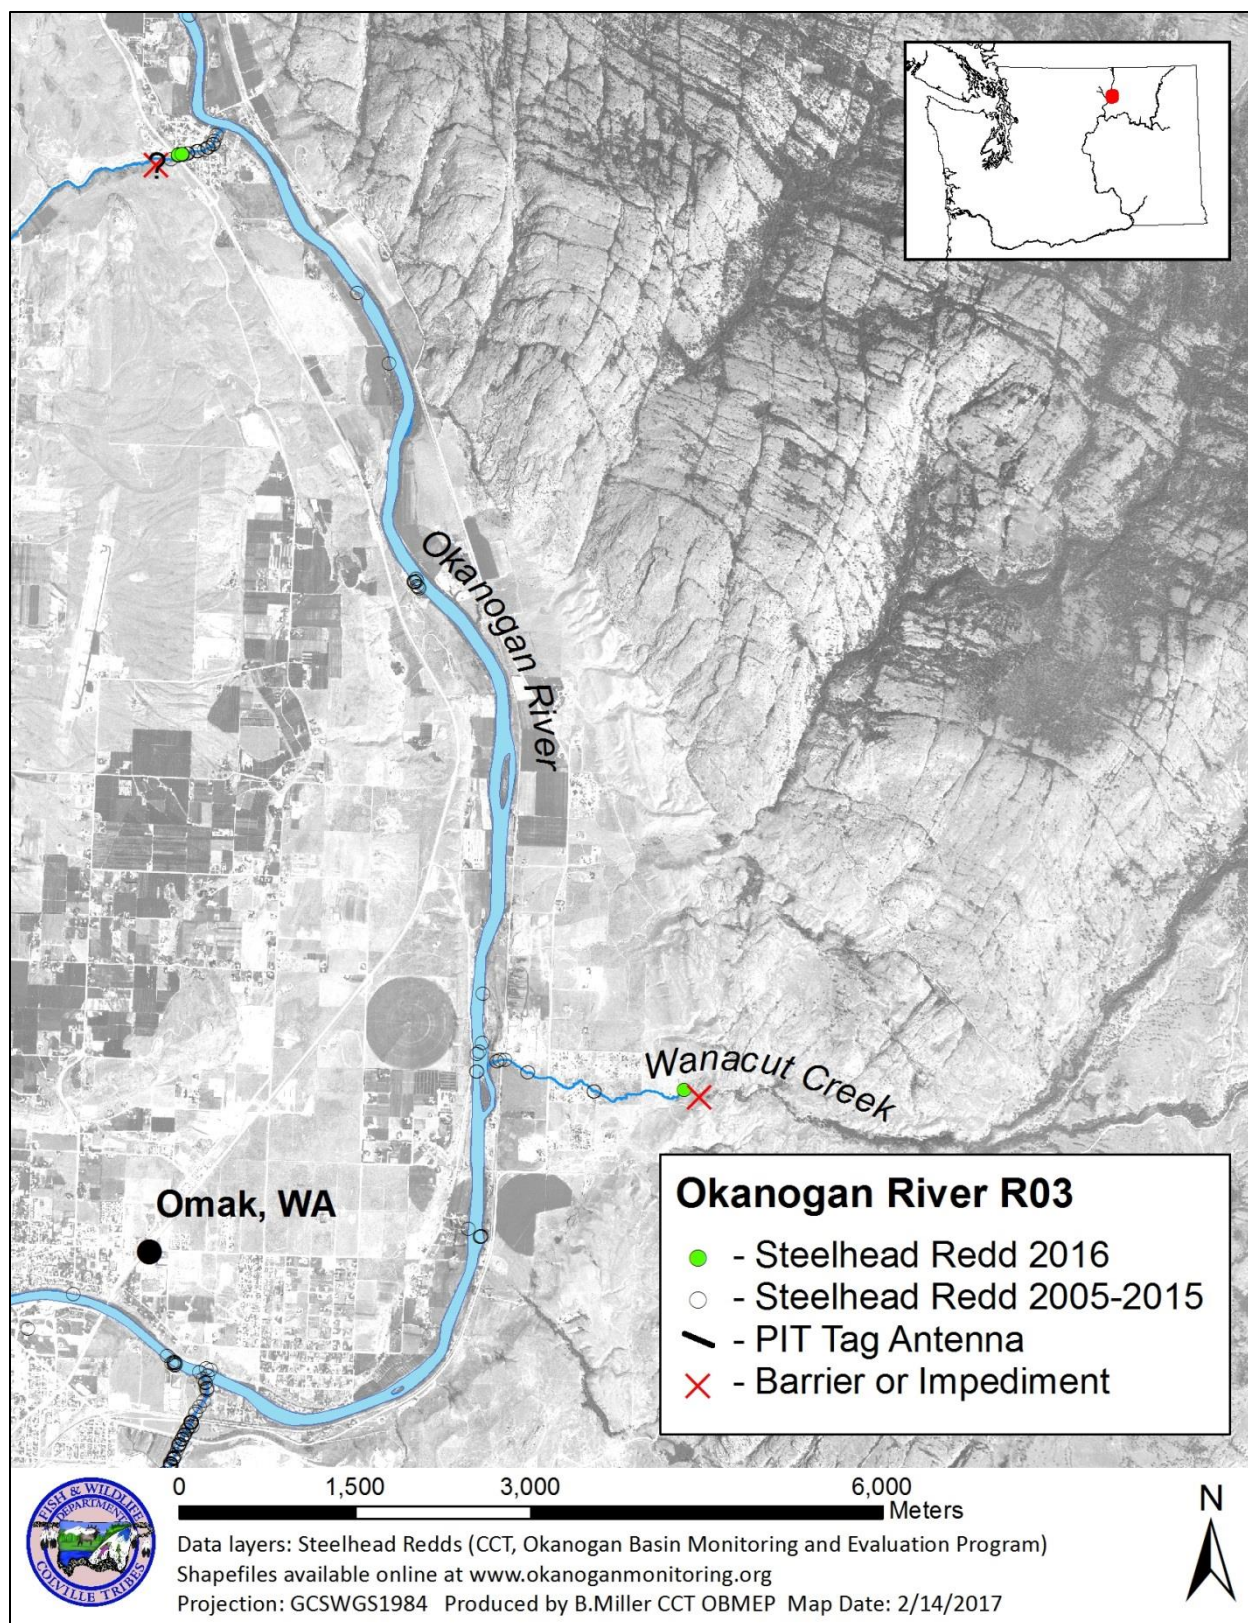 ?
Okanogan River
Wanacut Creek
Omak, WA
Okanogan River R03
- Steelhead Redd 2016
- Steelhead Redd 2005-2015
- PIT Tag Antenna
- Barrier or Impediment
FISH & WILDLIFE
DEPARTMENT
COLVILLE TRIBES
0 1,500 3,000 6,000
Meters
N
Data layers: Steelhead Redds (CCT, Okanogan Basin Monitoring and Evaluation Program)
Shapefiles available online at www.okanoganmonitoring.org
Projection: GCSWGS1984 Produced by B.Miller CCT OBMEP Map Date: 2/14/2017